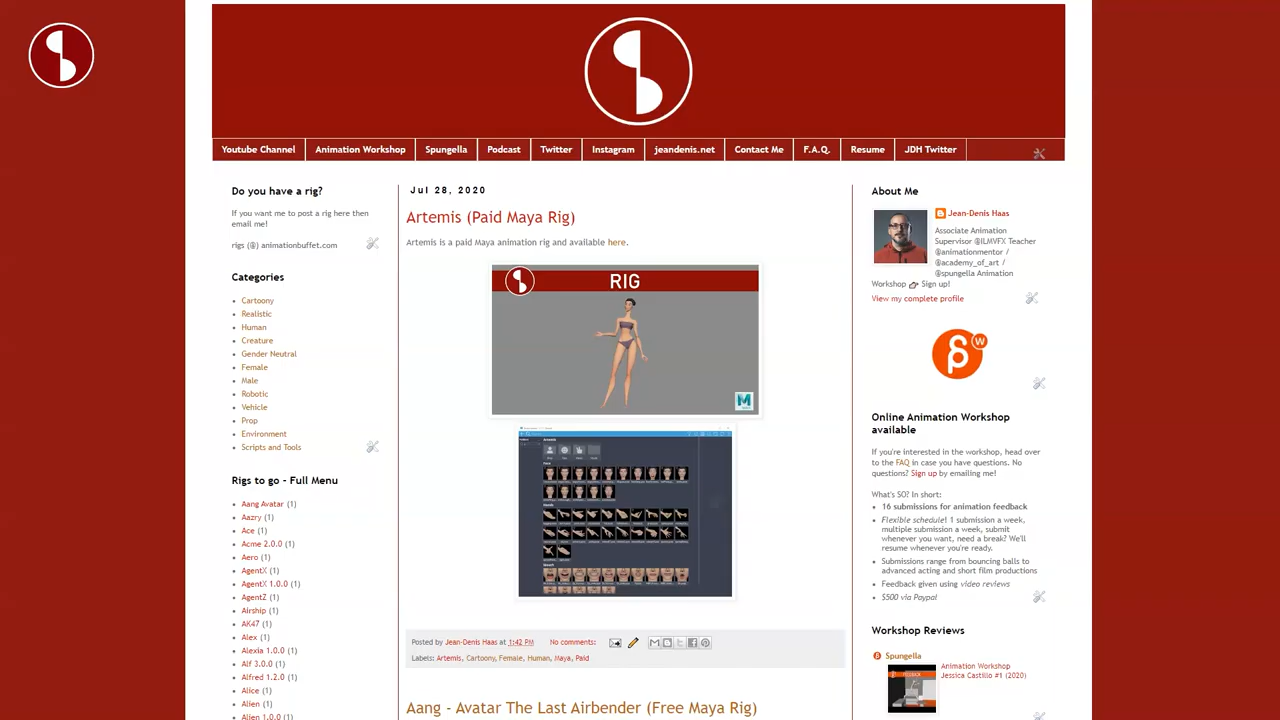 Youtube Channel Animation Workshop Spungella Podcast Twitter Instagram jeandenis.net Contact Me F.A.Q. Resume JDH Twitter
Do you have a rig?
If you want me to post a rig here then
email me!
rigs (@) animationbuffet.com
Categories
Cartoony
Realistic
Human
Creature
Gender Neutral
Female
Male
Robotic
Vehicle
Prop
Environment
Scripts and Tools
Rigs to go - Full Menu
Aang Avatar (1)
Aazry (1)
Ace (1)
Acme 2.0.0 (1)
Aero (1)
AgentX (1)
AgentX 1.0.0 (1)
AgentZ (1)
Airship (1)
AK47 (1)
Alex (1)
Alexia 1.0.0 (1)
Alf 3.0.0 (1)
Alfred 1.2.0 (1)
Alice (1)
Alien (1)
Alien 1.0.0 (1)
Jul 28, 2020
Artemis (Paid Maya Rig)
Artemis is a paid Maya animation rig and available here.
RIG
M
Posted by Jean-Denis Haas at 1:42 PM No comments:
Labels: Artemis, Cartoony, Female, Human, Maya, Paid
Aang - Avatar The Last Airbender (Free Maya Rig)
About Me
Jean-Denis Haas
Associate Animation
Supervisor @ILMVFX Teacher
@animationmentor /
@academy_of_art /
@spungella Animation
Workshop 👉 Sign up!
View my complete profile
W
Online Animation Workshop
available
If you're interested in the workshop, head over
to the FAQ in case you have questions. No
questions? Sign up by emailing me!
What's SO? In short:
16 submissions for animation feedback
Flexible schedule! 1 submission a week,
multiple submission a week, submit
whenever you want, need a break? We'll
resume whenever you're ready.
Submissions range from bouncing balls to
advanced acting and short film productions
Feedback given using video reviews
$500 via Paypal
Workshop Reviews
Spungella
Animation Workshop
Jessica Castillo #1 (2020)